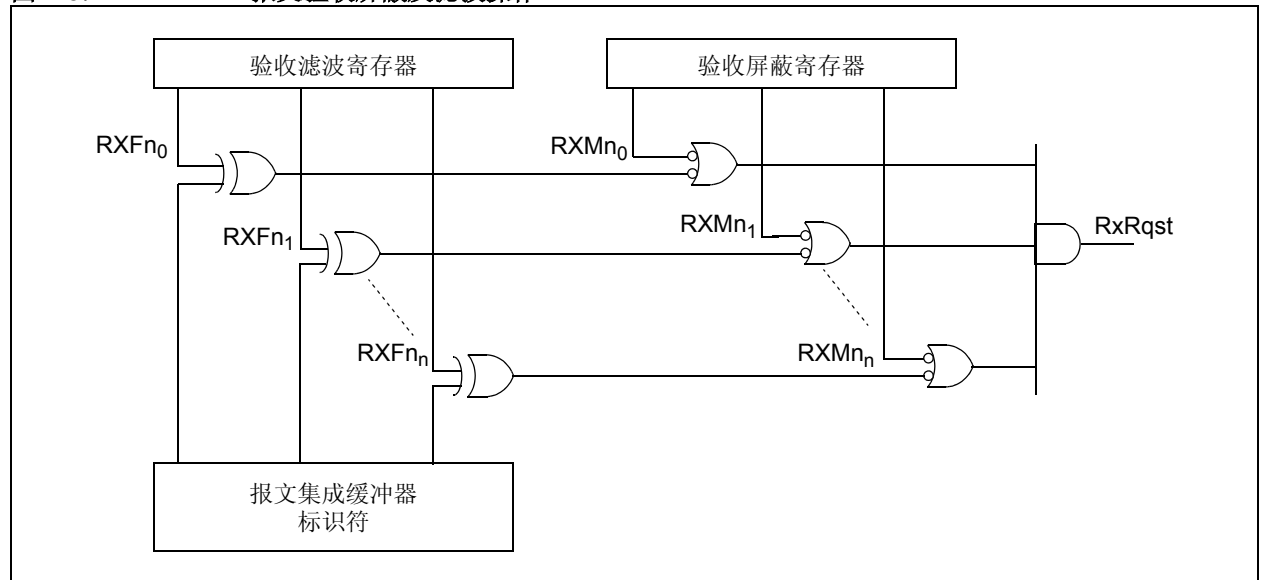 验收滤波寄存器
验收屏蔽寄存器
RXFn0
RXMn0
RXFn1
RXMn1
RxRqst
RXFnn
RXMnn
报文集成缓冲器
标识符